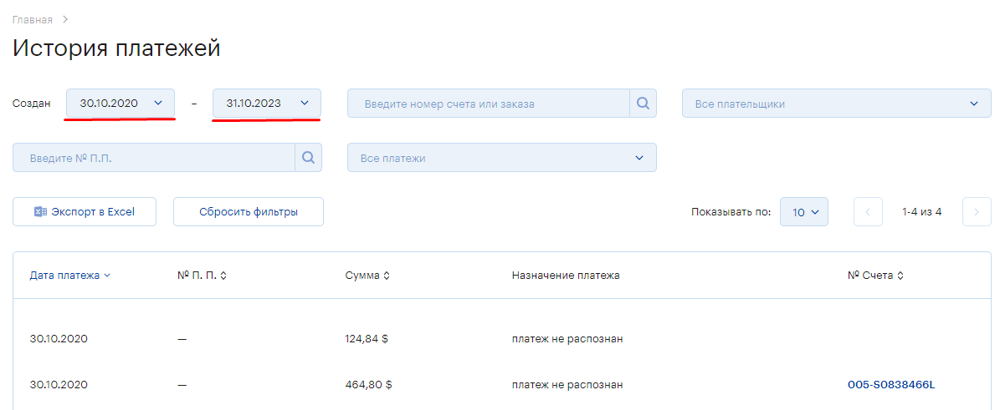 Главная
История платежей
Создан 30.10.2020 – 31.10.2023 Введите номер счета или заказа Все плательщики
Введите № П.П. Все платежи
Экспорт в Excel Сбросить фильтры Показывать по: 10 1-4 из 4
Дата платежа № П. П. Сумма Назначение платежа № Счета
30.10.2020 — 124,84 $ платеж не распознан
30.10.2020 — 464,80 $ платеж не распознан 005-S0838466L